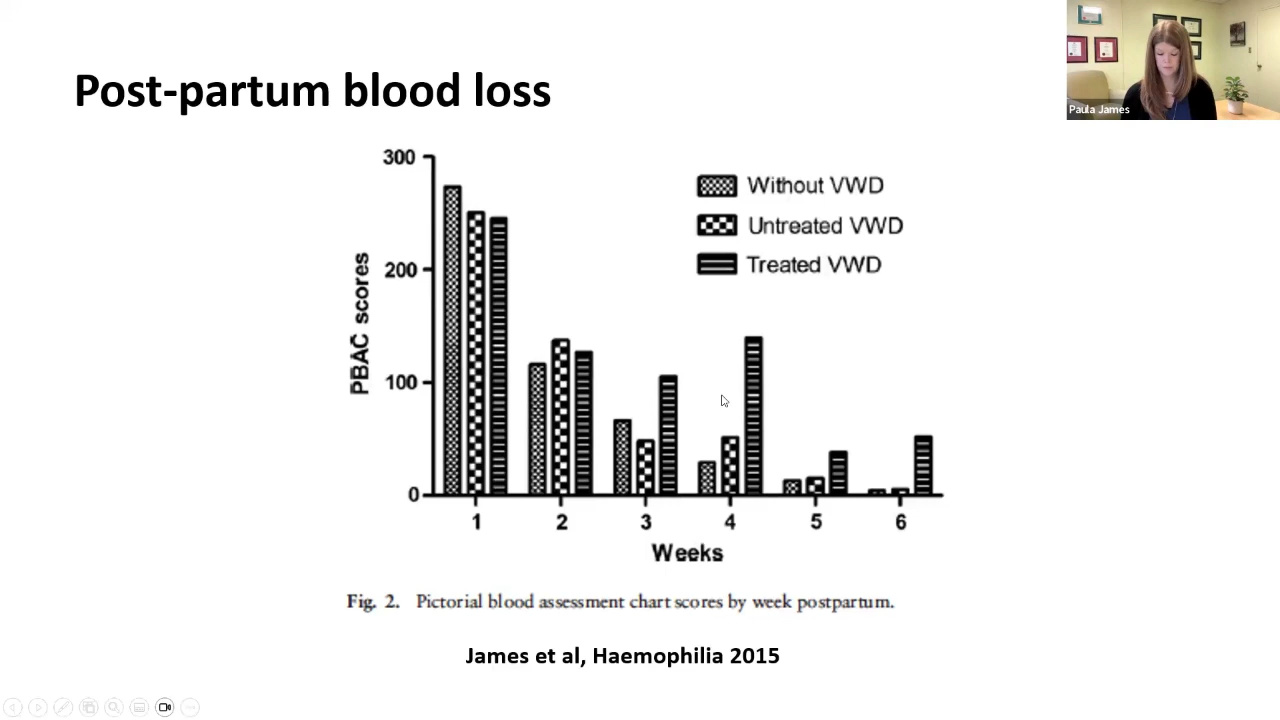 Post-partum blood loss
Paula James
300
200
100
0
PBAC scores
Without VWD
Untreated VWD
Treated VWD
1 2 3 4 5 6
Weeks
Fig. 2. Pictorial blood assessment chart scores by week postpartum.
James et al, Haemophilia 2015